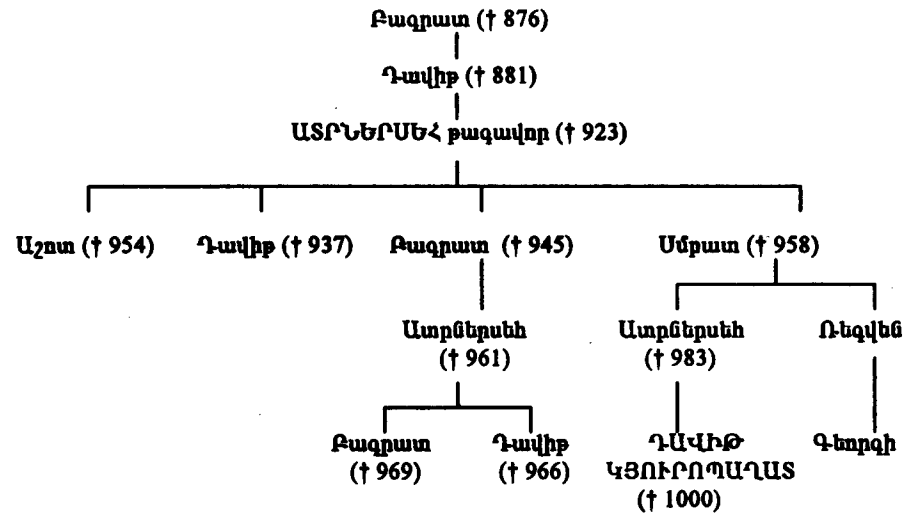 Բագրատ († 876)
Դավիթ († 881)
ԱՏՐՆԵՐՍԵՀ թագավոր († 923)
Աշոտ († 954) Դավիթ († 937) Բագրատ († 945) Սմբատ († 958)
Ատրներսեհ Ատրներսեհ Ռեգվեն
(† 961) († 983)
Բագրատ Դավիթ ԴԱՎԻԹ Գեորգի
(† 969) († 966) ԿՅՈՒՐՈՊԱՂԱՏ
(† 1000)